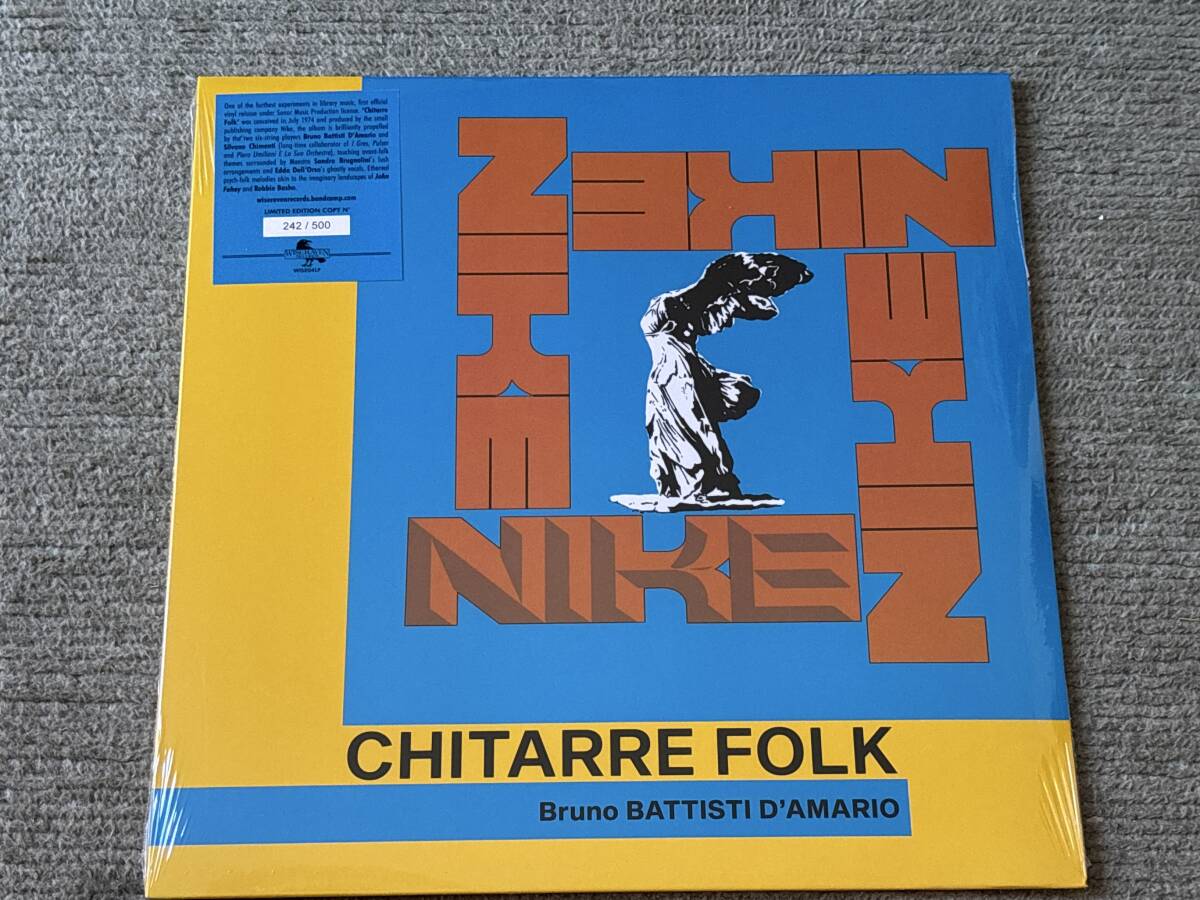 One of the furthest experiments in library music, first official
vinyl reissue under Sonor Music Production license. "Chitarre
Folk" was conceived in July 1974 and produced by the small
publishing company Nike, the album is brilliantly propelled
by the two six-string players Bruno Battisti D'Amario and
Silvano Chimenti (long-time collaborator of I Gres, Pulsar
and Piero Umiliani E La Sua Orchestra), touching avant-folk
themes surrounded by Maestro Sandro Brugnolini's lush
arrangements and Edda Dell'Orso's ghostly vocals. Ethereal
psych-folk melodies akin to the imaginary landscapes of John
Fahey and Robbie Basho.
wiseravenrecords.bandcamp.com
LIMITED EDITION COPY N°
242 / 500
WISERAVEN
NIKE
NIKE
NIKE
NIKE
CHITARRE FOLK
Bruno BATTISTI D'AMARIO